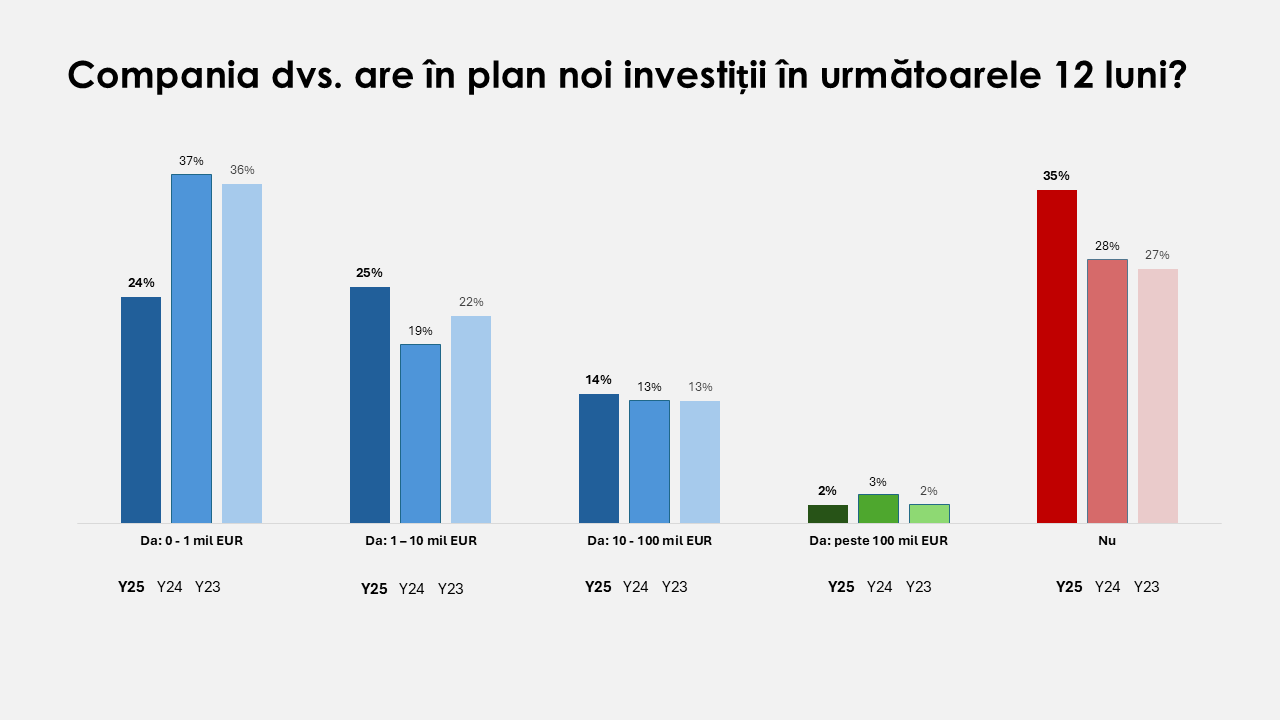 Compania dvs. are în plan noi investiții în următoarele 12 luni?
24%
37%
36%
25%
19%
22%
14%
13%
13%
2%
3%
2%
35%
28%
27%
Da: 0 - 1 mil EUR
Da: 1 – 10 mil EUR
Da: 10 - 100 mil EUR
Da: peste 100 mil EUR
Nu
Y25 Y24 Y23
Y25 Y24 Y23
Y25 Y24 Y23
Y25 Y24 Y23
Y25 Y24 Y23